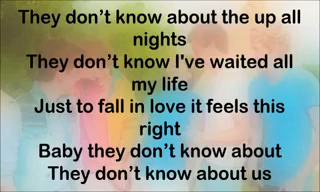 They don’t know about the up all
nights
They don’t know I've waited all
my life
Just to fall in love it feels this
right
Baby they don’t know about
They don’t know about us